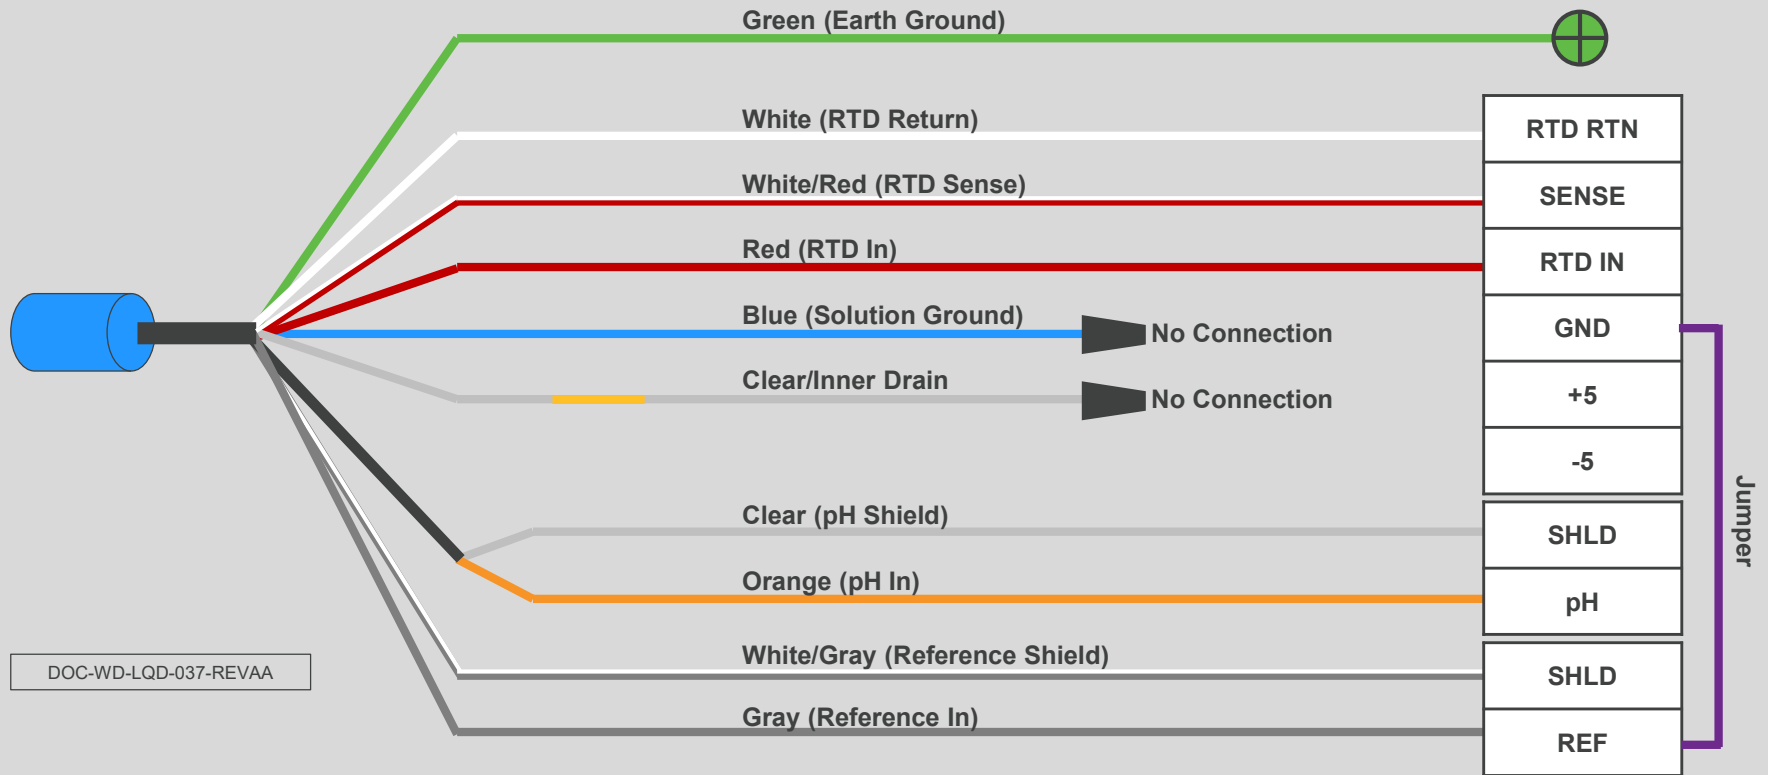 Green (Earth Ground)
White (RTD Return)
RTD RTN
White/Red (RTD Sense)
SENSE
Red (RTD In)
RTD IN
Blue (Solution Ground)
No Connection
GND
Clear/Inner Drain
No Connection
+5
-5
Jumper
Clear (pH Shield)
SHLD
Orange (pH In)
pH
White/Gray (Reference Shield)
SHLD
DOC-WD-LQD-037-REVAA
Gray (Reference In)
REF